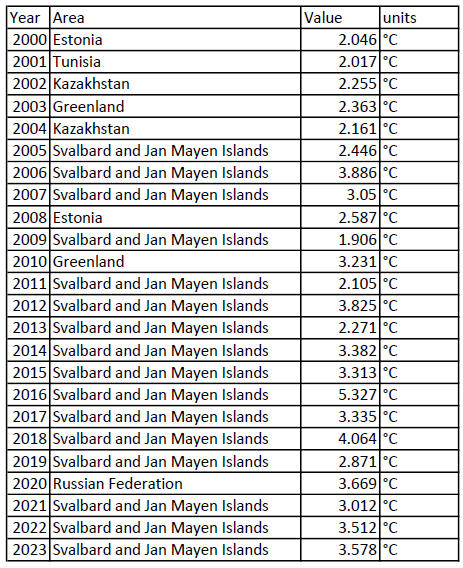 Year Area Value units
2000 Estonia 2.046 °C
2001 Tunisia 2.017 °C
2002 Kazakhstan 2.255 °C
2003 Greenland 2.363 °C
2004 Kazakhstan 2.161 °C
2005 Svalbard and Jan Mayen Islands 2.446 °C
2006 Svalbard and Jan Mayen Islands 3.886 °C
2007 Svalbard and Jan Mayen Islands 3.05 °C
2008 Estonia 2.587 °C
2009 Svalbard and Jan Mayen Islands 1.906 °C
2010 Greenland 3.231 °C
2011 Svalbard and Jan Mayen Islands 2.105 °C
2012 Svalbard and Jan Mayen Islands 3.825 °C
2013 Svalbard and Jan Mayen Islands 2.271 °C
2014 Svalbard and Jan Mayen Islands 3.382 °C
2015 Svalbard and Jan Mayen Islands 3.313 °C
2016 Svalbard and Jan Mayen Islands 5.327 °C
2017 Svalbard and Jan Mayen Islands 3.335 °C
2018 Svalbard and Jan Mayen Islands 4.064 °C
2019 Svalbard and Jan Mayen Islands 2.871 °C
2020 Russian Federation 3.669 °C
2021 Svalbard and Jan Mayen Islands 3.012 °C
2022 Svalbard and Jan Mayen Islands 3.512 °C
2023 Svalbard and Jan Mayen Islands 3.578 °C